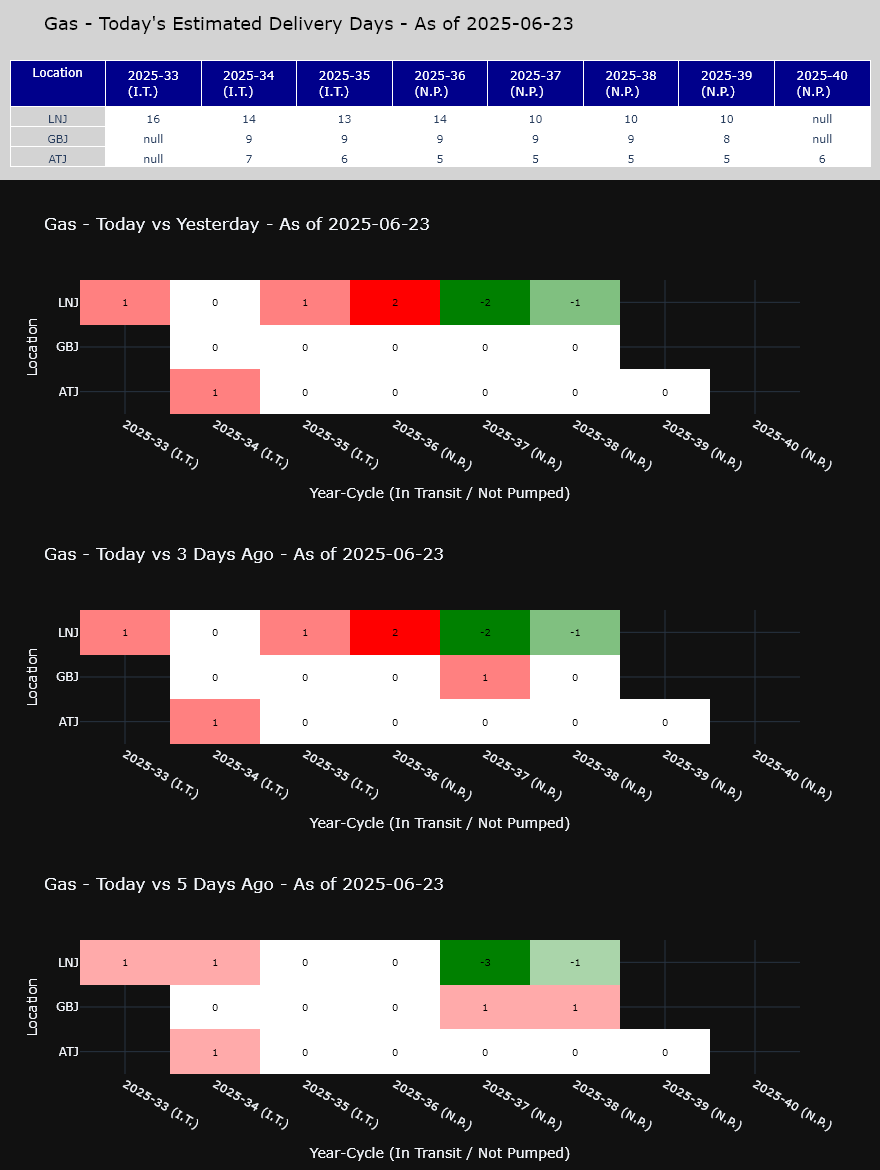 Gas - Today's Estimated Delivery Days - As of 2025-06-23
Location 2025-33 (I.T.) 2025-34 (I.T.) 2025-35 (I.T.) 2025-36 (N.P.) 2025-37 (N.P.) 2025-38 (N.P.) 2025-39 (N.P.) 2025-40 (N.P.)
LNJ 16 14 13 14 10 10 10 null
GBJ null 9 9 9 9 9 8 null
ATJ null 7 6 5 5 5 5 6
Gas - Today vs Yesterday - As of 2025-06-23
Location
LNJ 1 0 1 2 -2 -1
GBJ 0 0 0 0 0
ATJ 1 0 0 0 0 0
2025-33 (I.T.) 2025-34 (I.T.) 2025-35 (I.T.) 2025-36 (N.P.) 2025-37 (N.P.) 2025-38 (N.P.) 2025-39 (N.P.) 2025-40 (N.P.)
Year-Cycle (In Transit / Not Pumped)
Gas - Today vs 3 Days Ago - As of 2025-06-23
Location
LNJ 1 0 1 2 -2 -1
GBJ 0 0 0 1 0
ATJ 1 0 0 0 0 0
2025-33 (I.T.) 2025-34 (I.T.) 2025-35 (I.T.) 2025-36 (N.P.) 2025-37 (N.P.) 2025-38 (N.P.) 2025-39 (N.P.) 2025-40 (N.P.)
Year-Cycle (In Transit / Not Pumped)
Gas - Today vs 5 Days Ago - As of 2025-06-23
Location
LNJ 1 1 0 0 -3 -1
GBJ 0 0 0 1 1
ATJ 1 0 0 0 0 0
2025-33 (I.T.) 2025-34 (I.T.) 2025-35 (I.T.) 2025-36 (N.P.) 2025-37 (N.P.) 2025-38 (N.P.) 2025-39 (N.P.) 2025-40 (N.P.)
Year-Cycle (In Transit / Not Pumped)